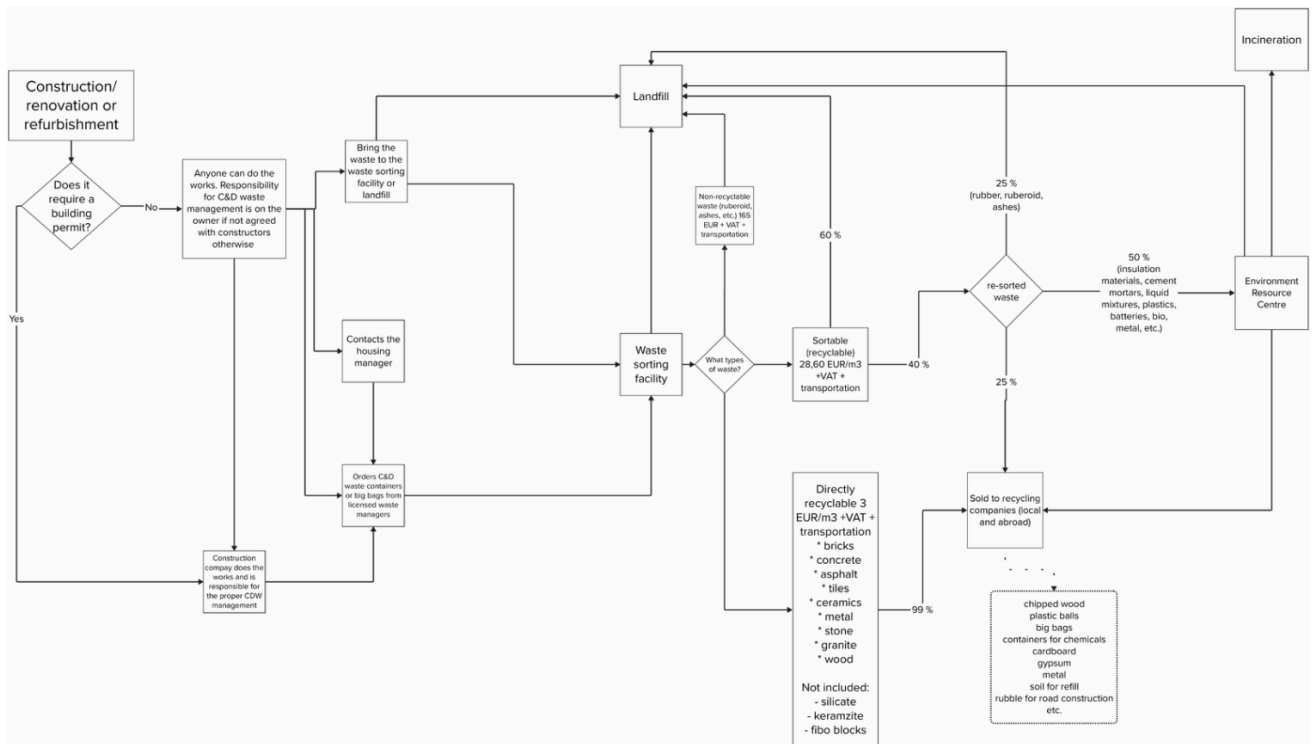 Incineration
Construction/
renovation or
refurbishment
Landfill
Bring the
waste to the
waste sorting
facility or
landfill
Does it
require a
building
permit?
No
Anyone can do the
works. Responsibility
for C&D waste
management is on the
owner if not agreed
with constructors
otherwise
Non-recyclable
waste (ruberoid,
ashes, etc.) 165
EUR + VAT +
transportation
25 %
(rubber, ruberoid,
ashes)
60 %
50 %
(insulation
materials, cement
mortars, liquid
mixtures, plastics,
batteries, bio,
metal, etc.)
re-sorted
waste
Environment
Resource
Centre
Yes
Contacts the
housing
manager
Waste
sorting
facility
What types
of waste?
Sortable
(recyclable)
28,60 EUR/m3
+VAT +
transportation
40 %
25 %
Orders C&D
waste containers
or big bags from
licensed waste
managers
Directly
recyclable 3
EUR/m3 +VAT +
transportation
* bricks
* concrete
* asphalt
* tiles
* ceramics
* metal
* stone
* granite
* wood
Not included:
- silicate
- keramzite
- fibo blocks
Sold to recycling
companies (local
and abroad)
Construction
compay does the
works and is
responsible for
the proper CDW
management
99 %
chipped wood
plastic balls
big bags
containers for chemicals
cardboard
gypsum
metal
soil for refill
rubble for road construction
etc.